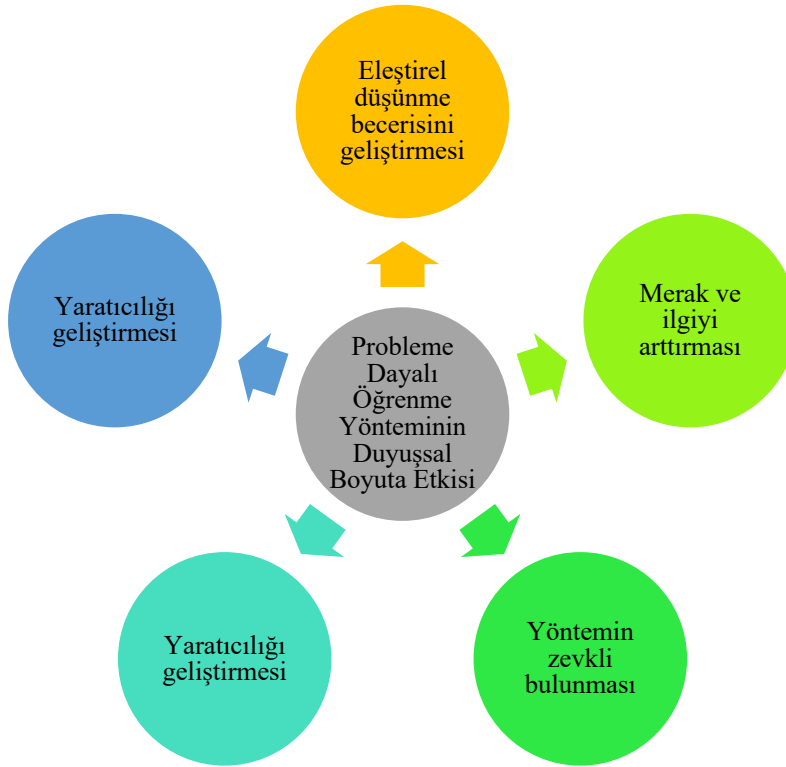 Eleştirel
düşünme
becerisini
geliştirmesi
Yaratıcılığı
geliştirmesi
Merak ve
ilgiyi
arttırması
Probleme
Dayalı
Öğrenme
Yönteminin
Duyuşsal
Boyuta Etkisi
Yaratıcılığı
geliştirmesi
Yöntemin
zevkli
bulunması